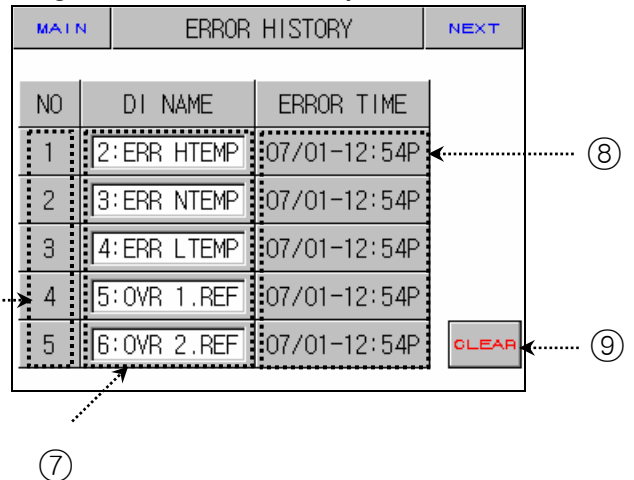 MAIN ERROR HISTORY NEXT
NO DI NAME ERROR TIME
1 2:ERR HTEMP 07/01-12:54P
⑧
2 3:ERR NTEMP 07/01-12:54P
3 4:ERR LTEMP 07/01-12:54P
4 5:OVR 1.REF 07/01-12:54P
5 6:OVR 2.REF 07/01-12:54P CLEAR
⑨
⑦